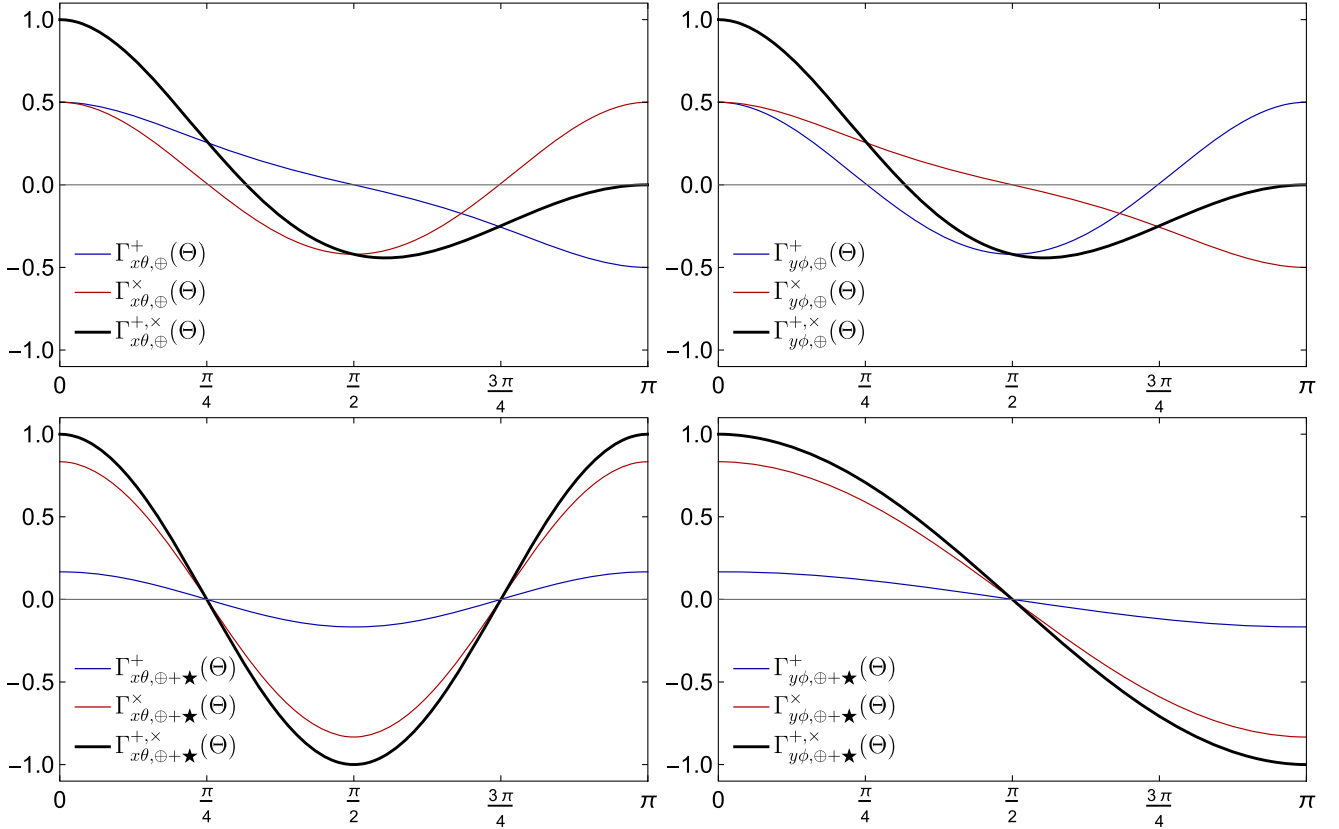 1.0
0.5
0.0
−0.5
−1.0
Γ⁺_{xθ,⊕}(Θ)
Γ^×_{xθ,⊕}(Θ)
Γ^{+,×}_{xθ,⊕}(Θ)
0 π/4 π/2 3π/4 π
1.0
0.5
0.0
−0.5
−1.0
Γ⁺_{yϕ,⊕}(Θ)
Γ^×_{yϕ,⊕}(Θ)
Γ^{+,×}_{yϕ,⊕}(Θ)
0 π/4 π/2 3π/4 π
1.0
0.5
0.0
−0.5
−1.0
Γ⁺_{xθ,⊕+★}(Θ)
Γ^×_{xθ,⊕+★}(Θ)
Γ^{+,×}_{xθ,⊕+★}(Θ)
0 π/4 π/2 3π/4 π
1.0
0.5
0.0
−0.5
−1.0
Γ⁺_{yϕ,⊕+★}(Θ)
Γ^×_{yϕ,⊕+★}(Θ)
Γ^{+,×}_{yϕ,⊕+★}(Θ)
0 π/4 π/2 3π/4 π